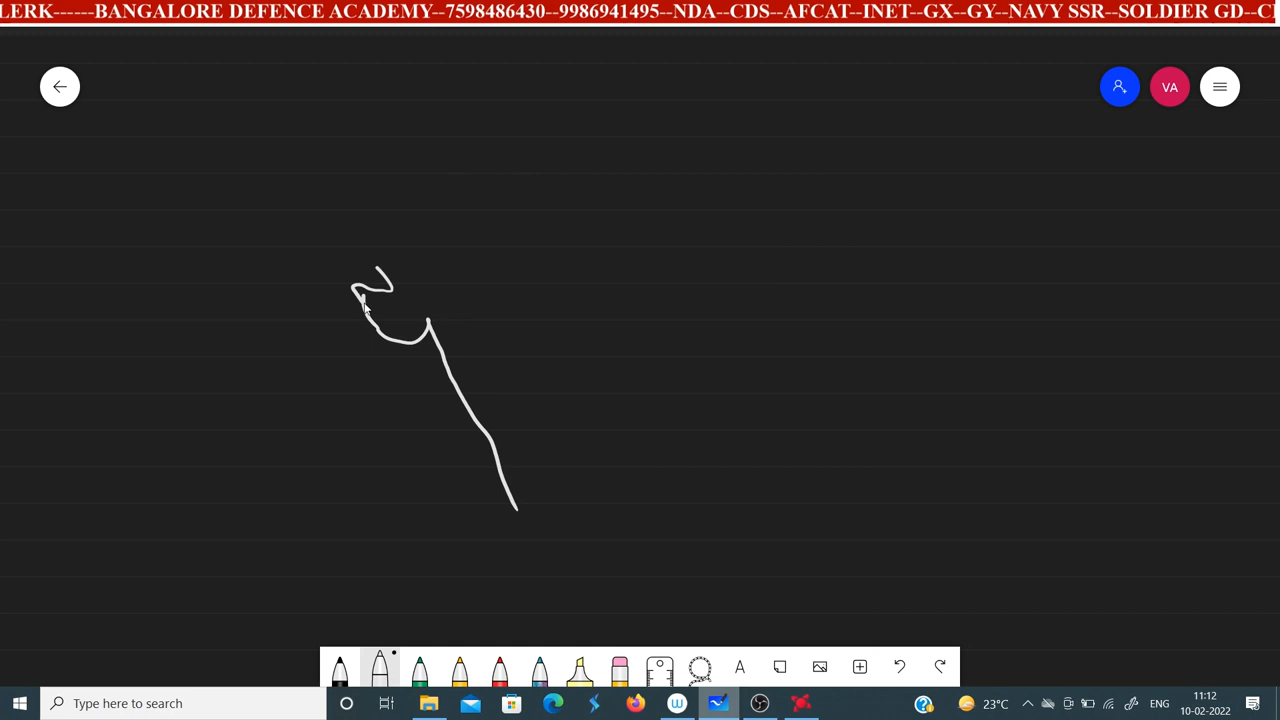 LERK------BANGALORE DEFENCE ACADEMY--7598486430--9986941495--NDA--CDS--AFCAT--INET--GX--GY--NAVY SSR--SOLDIER GD--CL
VA
A
Type here to search
23°C
ENG
11:12
10-02-2022